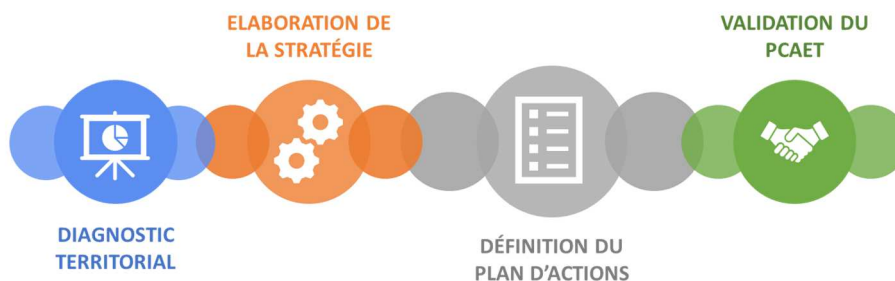 ELABORATION DE
LA STRATÉGIE
VALIDATION DU
PCAET
DIAGNOSTIC
TERRITORIAL
DÉFINITION DU
PLAN D’ACTIONS